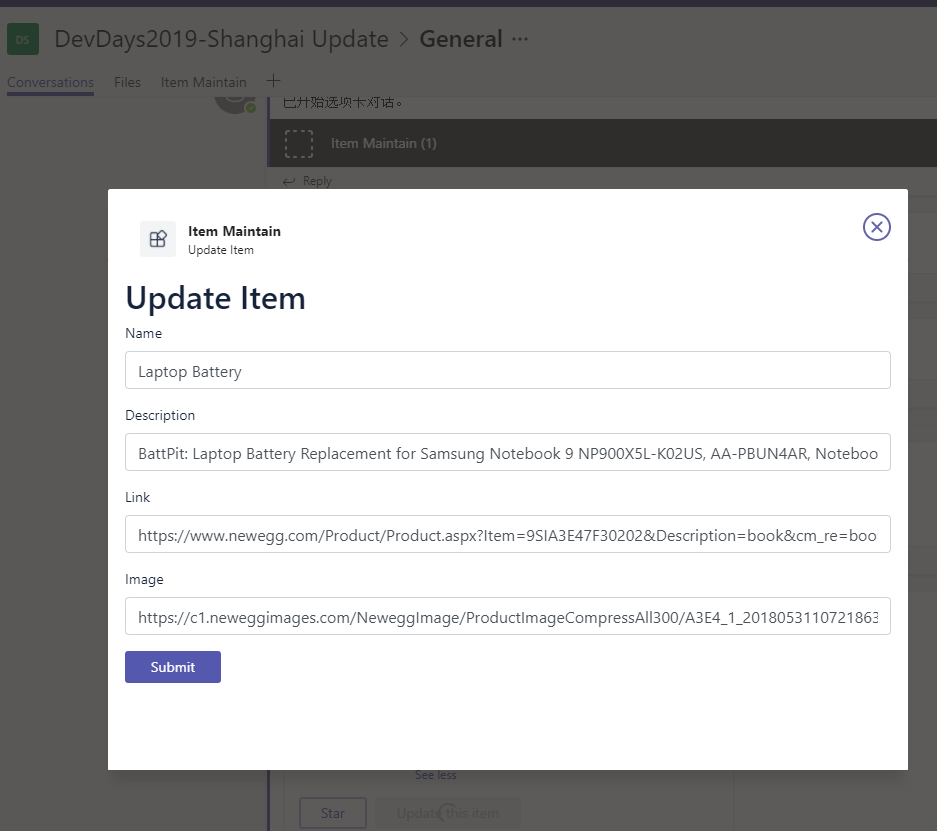 DS
DevDays2019-Shanghai Update > General ···
Conversations Files Item Maintain +
已开始选项卡对话。
Item Maintain (1)
Reply
Item Maintain
Update Item
Update Item
Name
Laptop Battery
Description
BattPit: Laptop Battery Replacement for Samsung Notebook 9 NP900X5L-K02US, AA-PBUN4AR, Noteboo
Link
https://www.newegg.com/Product/Product.aspx?Item=9SIA3E47F30202&Description=book&cm_re=boo
Image
https://c1.neweggimages.com/NeweggImage/ProductImageCompressAll300/A3E4_1_2018053110721863
Submit
See less
Star Update this item